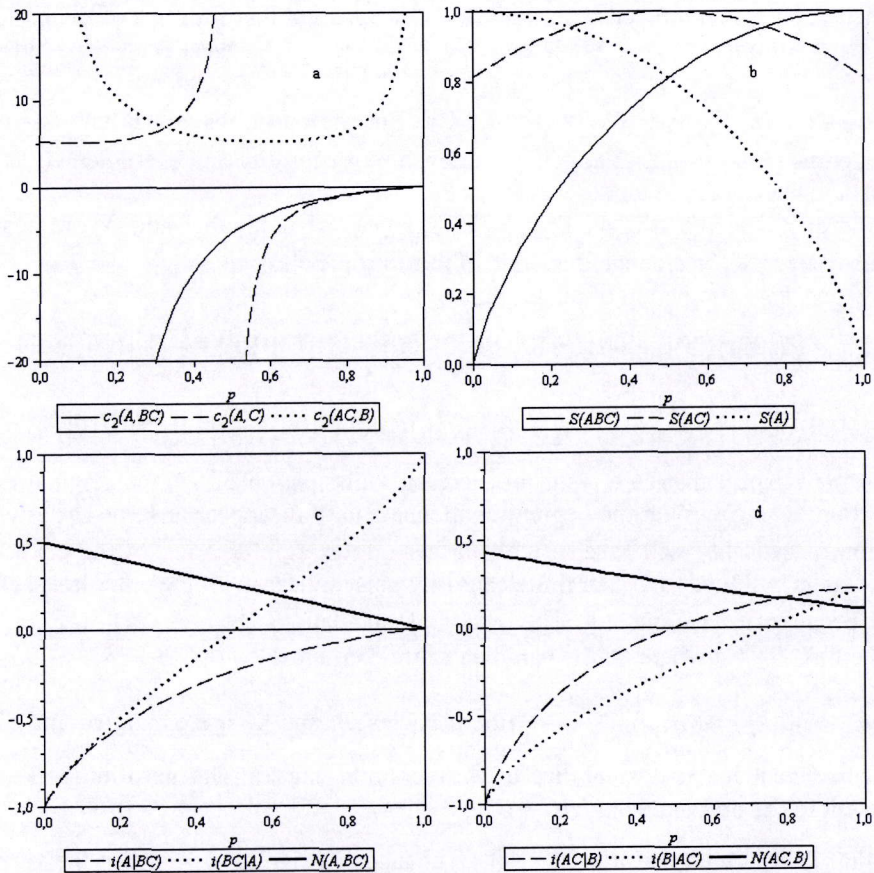 20
10
0
-10
-20
0,0 0,2 0,4 0,6 0,8 1,0
a
p
c₂(A,BC) c₂(A,C) c₂(AC,B)
1,0
0,8
0,6
0,4
0,2
0,0
0,0 0,2 0,4 0,6 0,8 1,0
b
p
S(ABC) S(AC) S(A)
1,0
0,5
0,0
-0,5
-1,0
0,0 0,2 0,4 0,6 0,8 1,0
c
p
i(A|BC) i(BC|A) N(A,BC)
1,0
0,5
0,0
-0,5
-1,0
0,0 0,2 0,4 0,6 0,8 1,0
d
p
i(AC|B) i(B|AC) N(AC,B)